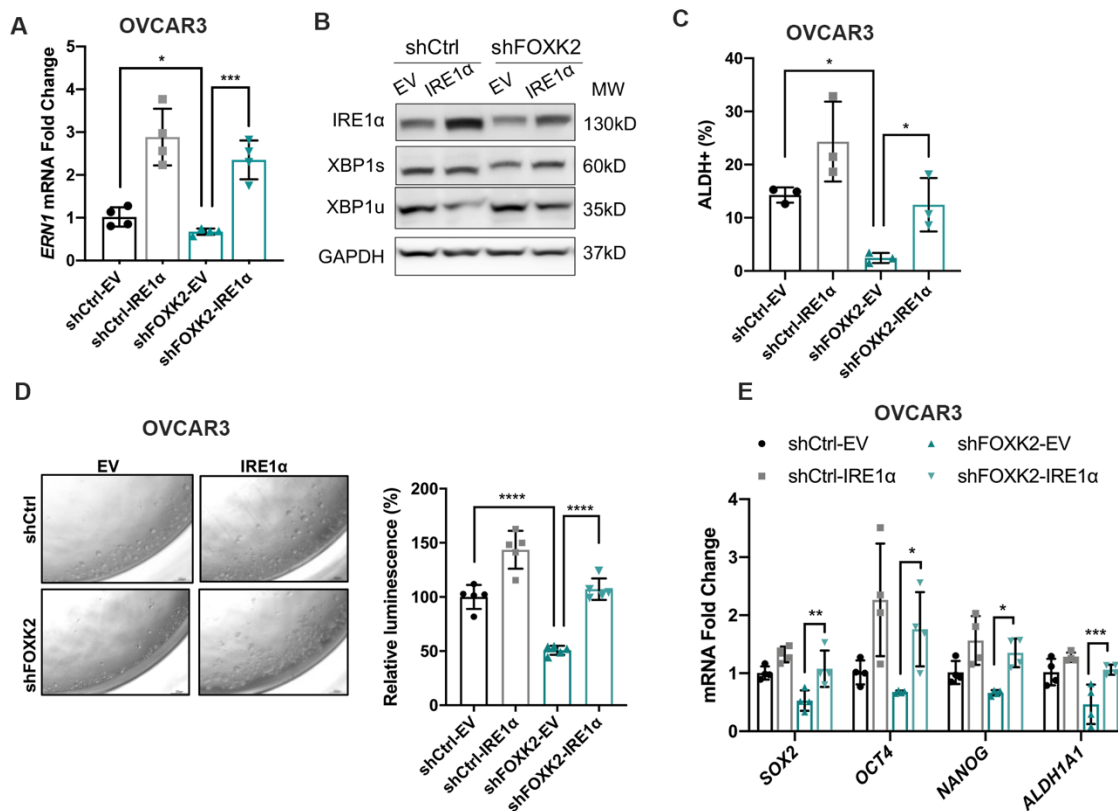 A
OVCAR3
ERN1 mRNA Fold Change
5
4
3
2
1
0
*
***
shCtrl-EV
shCtrl-IRE1α
shFOXK2-EV
shFOXK2-IRE1α
B
shCtrl shFOXK2
EV IRE1α EV IRE1α MW
IRE1α 130kD
XBP1s 60kD
XBP1u 35kD
GAPDH 37kD
C
OVCAR3
ALDH+ (%)
40
30
20
10
0
*
*
shCtrl-EV
shCtrl-IRE1α
shFOXK2-EV
shFOXK2-IRE1α
D
OVCAR3
EV IRE1α
shCtrl
shFOXK2
Relative luminescence (%)
200
150
100
50
0
**** ****
shCtrl-EV
shCtrl-IRE1α
shFOXK2-EV
shFOXK2-IRE1α
E
OVCAR3
shCtrl-EV shFOXK2-EV
shCtrl-IRE1α shFOXK2-IRE1α
mRNA Fold Change
4
3
2
1
0
**
*
*
***
SOX2
OCT4
NANOG
ALDH1A1